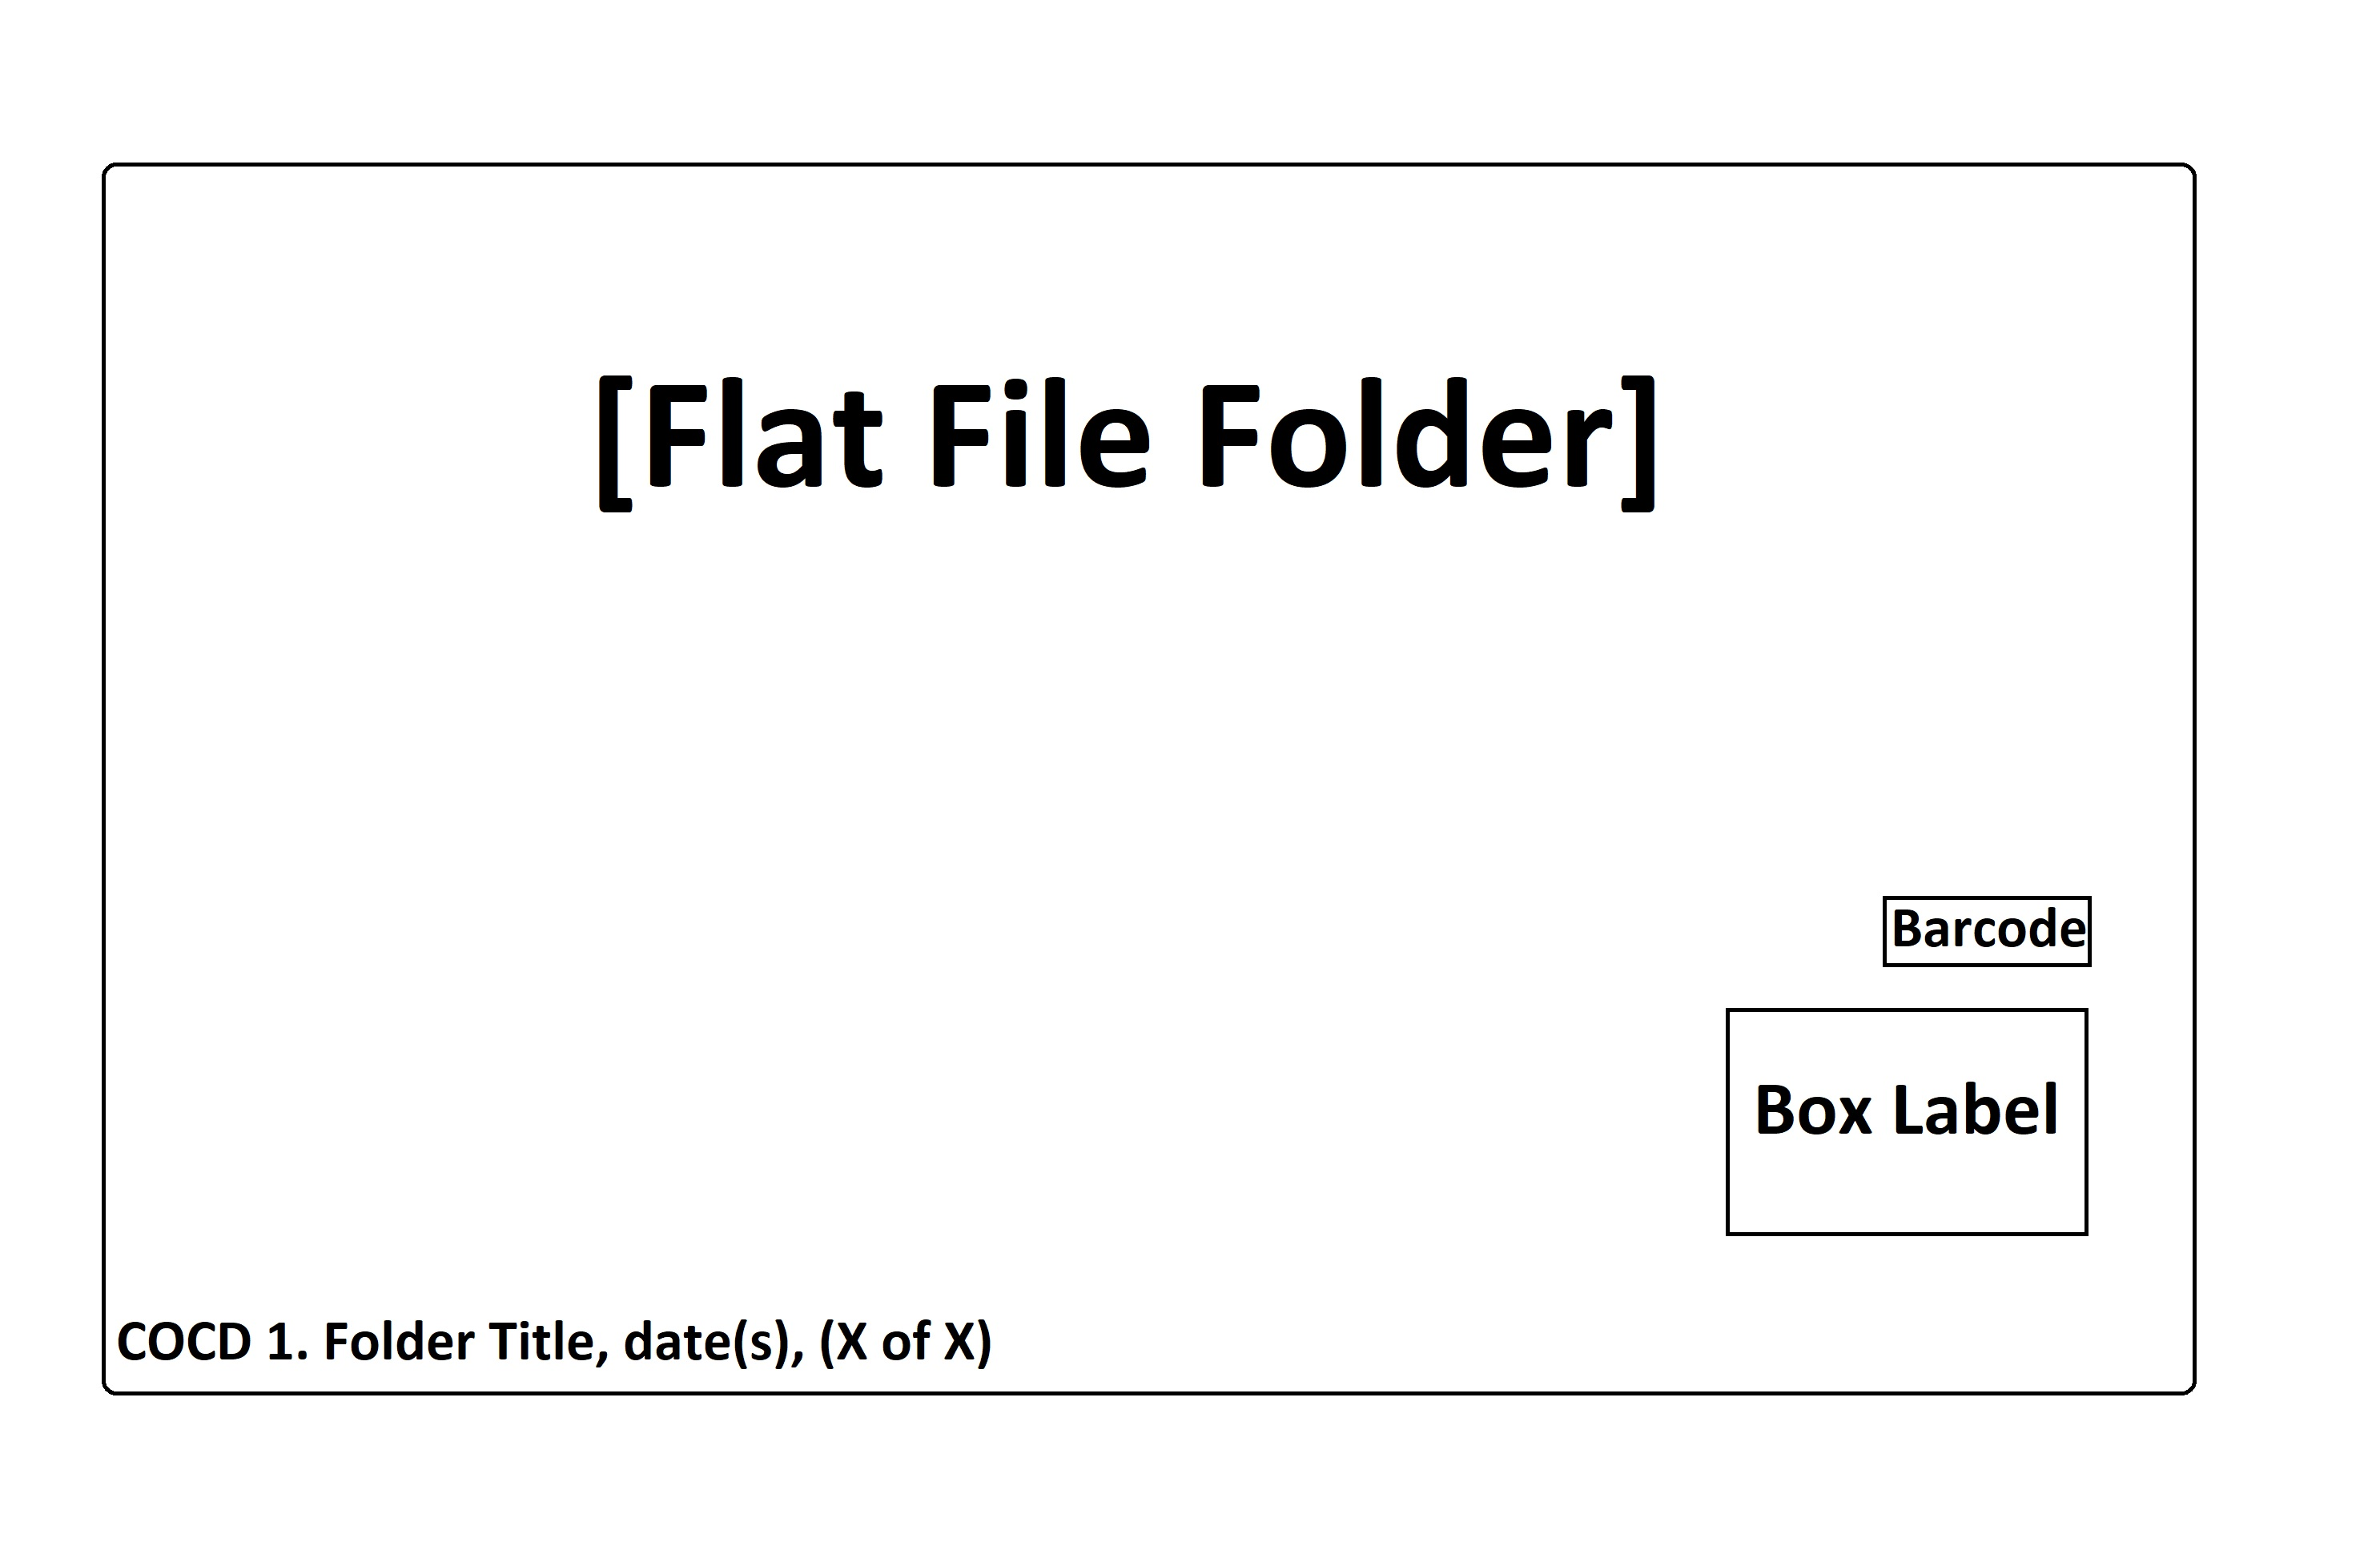 [Flat File Folder]
Barcode
Box Label
COCD 1. Folder Title, date(s), (X of X)